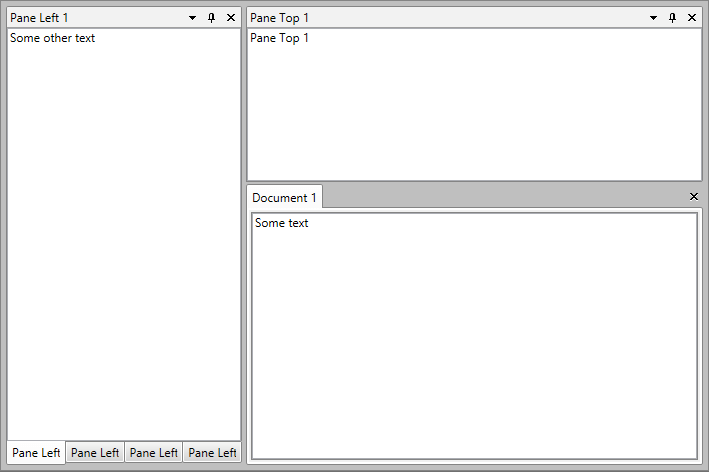 Pane Left 1
Some other text
Pane Left
Pane Left
Pane Left
Pane Left
Pane Top 1
Pane Top 1
Document 1
Some text